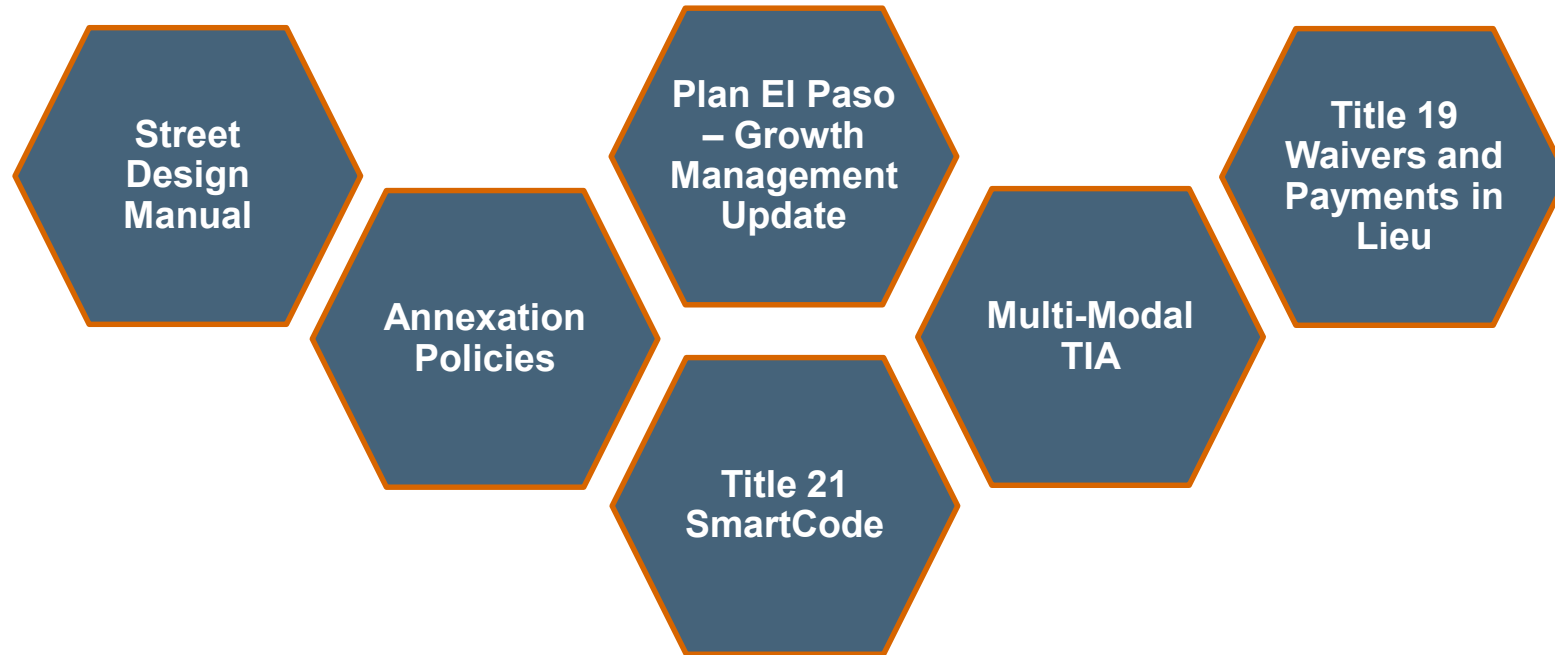 Street
Design
Manual
Annexation
Policies
Plan El Paso
– Growth
Management
Update
Title 21
SmartCode
Multi-Modal
TIA
Title 19
Waivers and
Payments in
Lieu